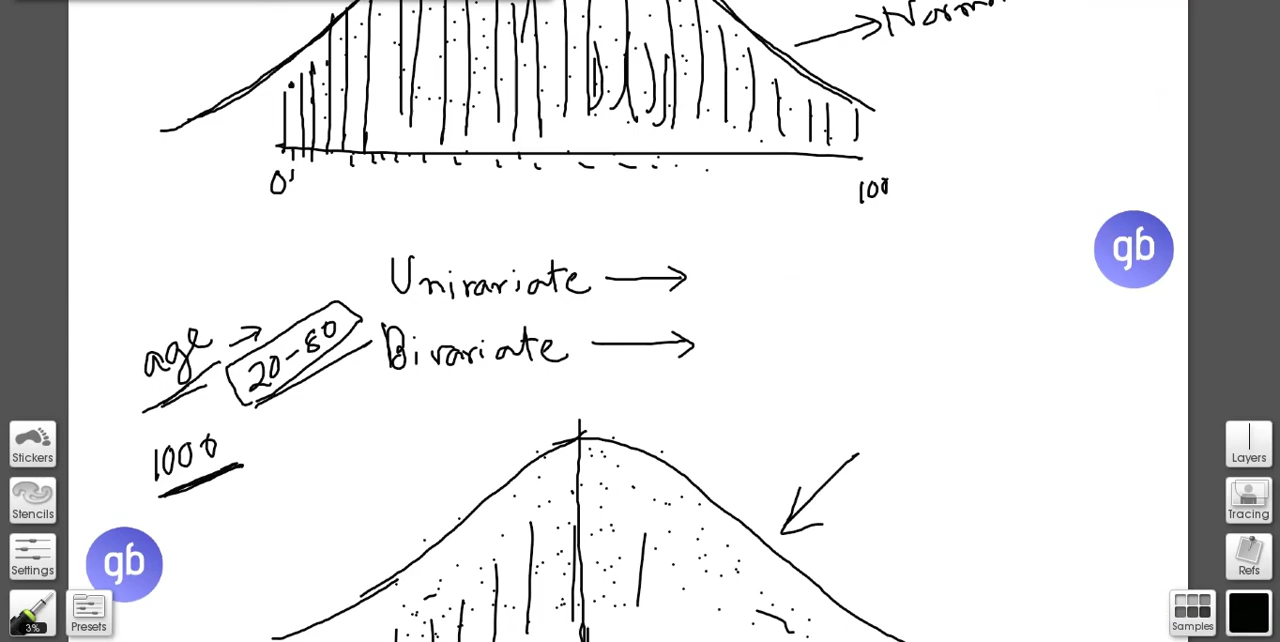 Norma
0
100
Univariate
Bivariate
age → 20-80
1000
gb
gb
Stickers
Stencils
Settings
3%
Presets
Layers
Tracing
Refs
Samples